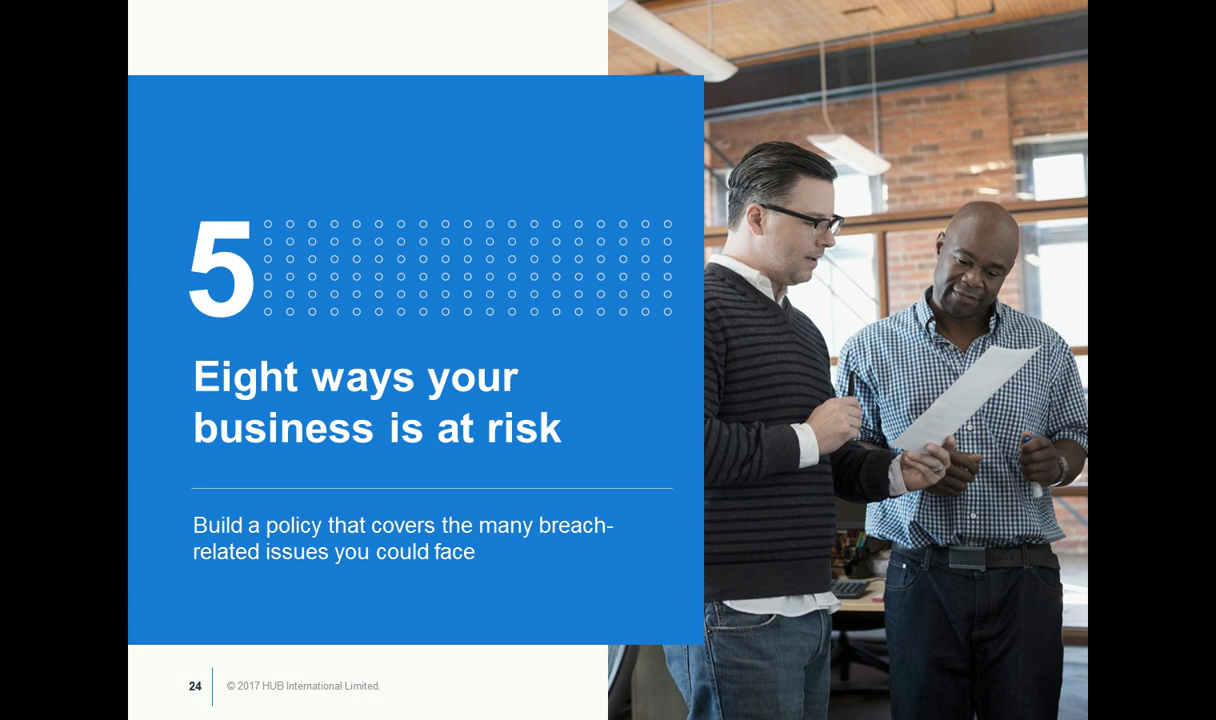 5
Eight ways your
business is at risk
Build a policy that covers the many breach-
related issues you could face
24
© 2017 HUB International Limited.